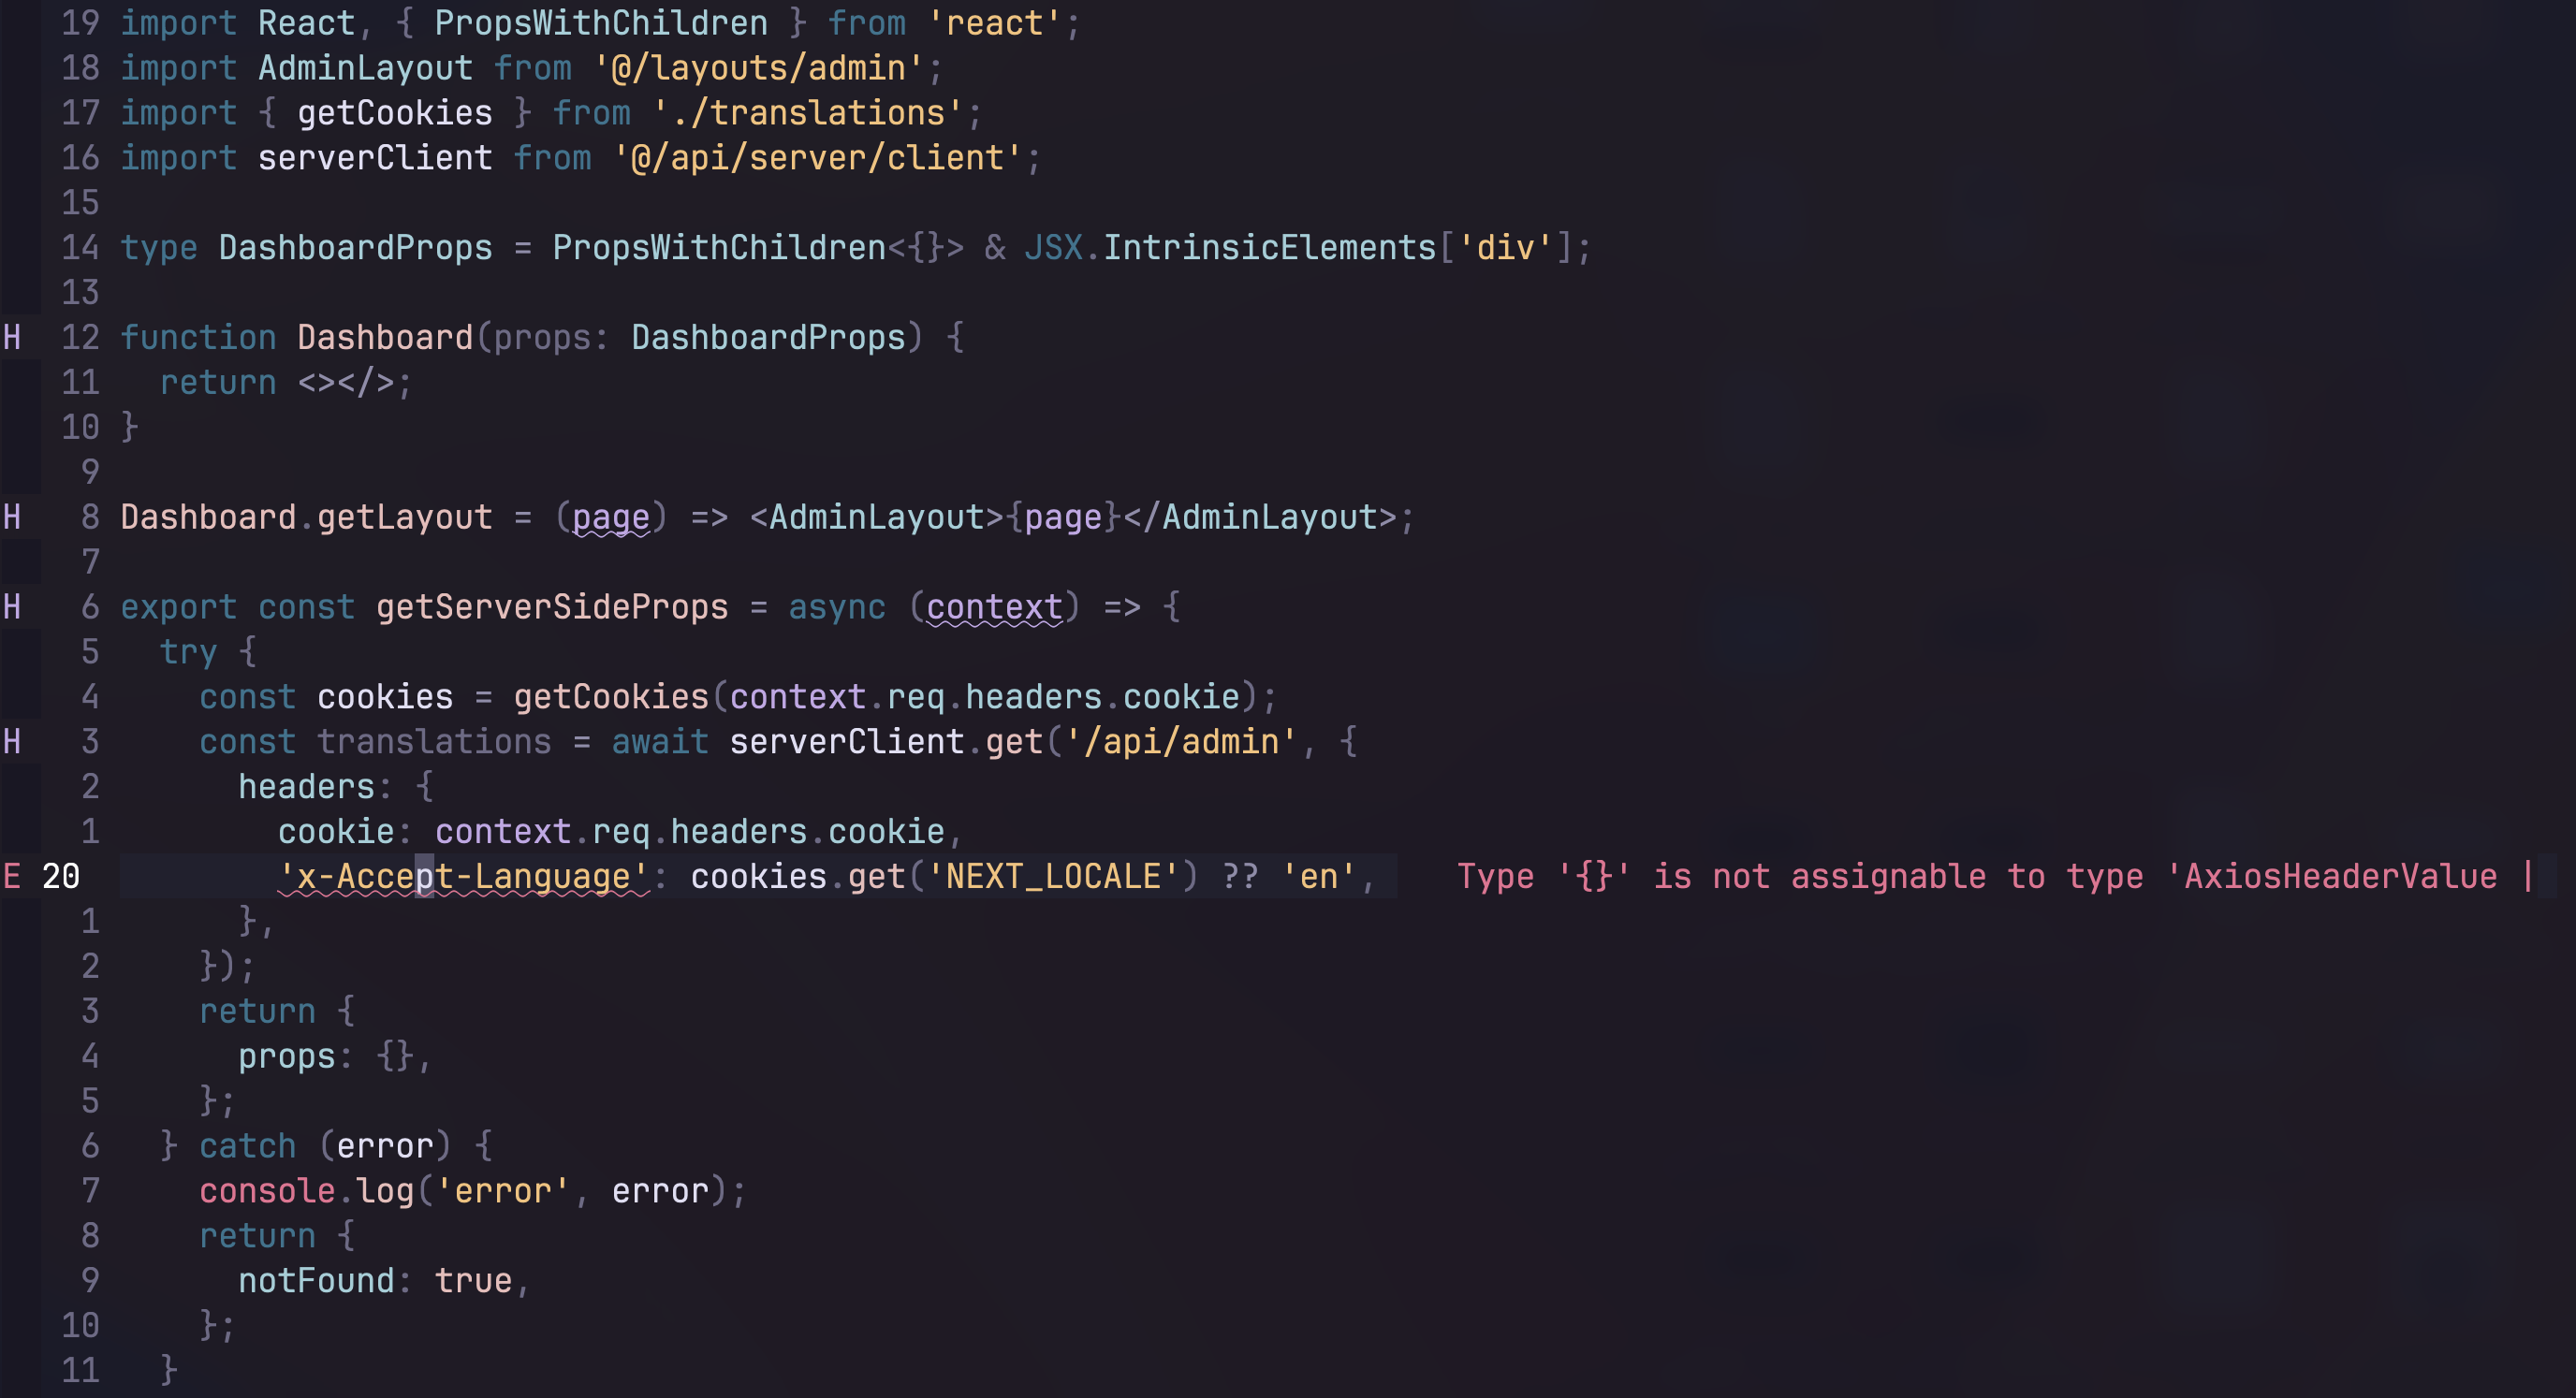 19 import React, { PropsWithChildren } from 'react';
18 import AdminLayout from '@/layouts/admin';
17 import { getCookies } from './translations';
16 import serverClient from '@/api/server/client';
15
14 type DashboardProps = PropsWithChildren<{}> & JSX.IntrinsicElements['div'];
13
H 12 function Dashboard(props: DashboardProps) {
11   return <></>;
10 }
9
H 8 Dashboard.getLayout = (page) => <AdminLayout>{page}</AdminLayout>;
7
H 6 export const getServerSideProps = async (context) => {
5   try {
4     const cookies = getCookies(context.req.headers.cookie);
H 3     const translations = await serverClient.get('/api/admin', {
2       headers: {
1         cookie: context.req.headers.cookie,
E 20         'x-Accept-Language': cookies.get('NEXT_LOCALE') ?? 'en',    Type '{}' is not assignable to type 'AxiosHeaderValue |
1       },
2     });
3     return {
4       props: {},
5     };
6   } catch (error) {
7     console.log('error', error);
8     return {
9       notFound: true,
10     };
11   }